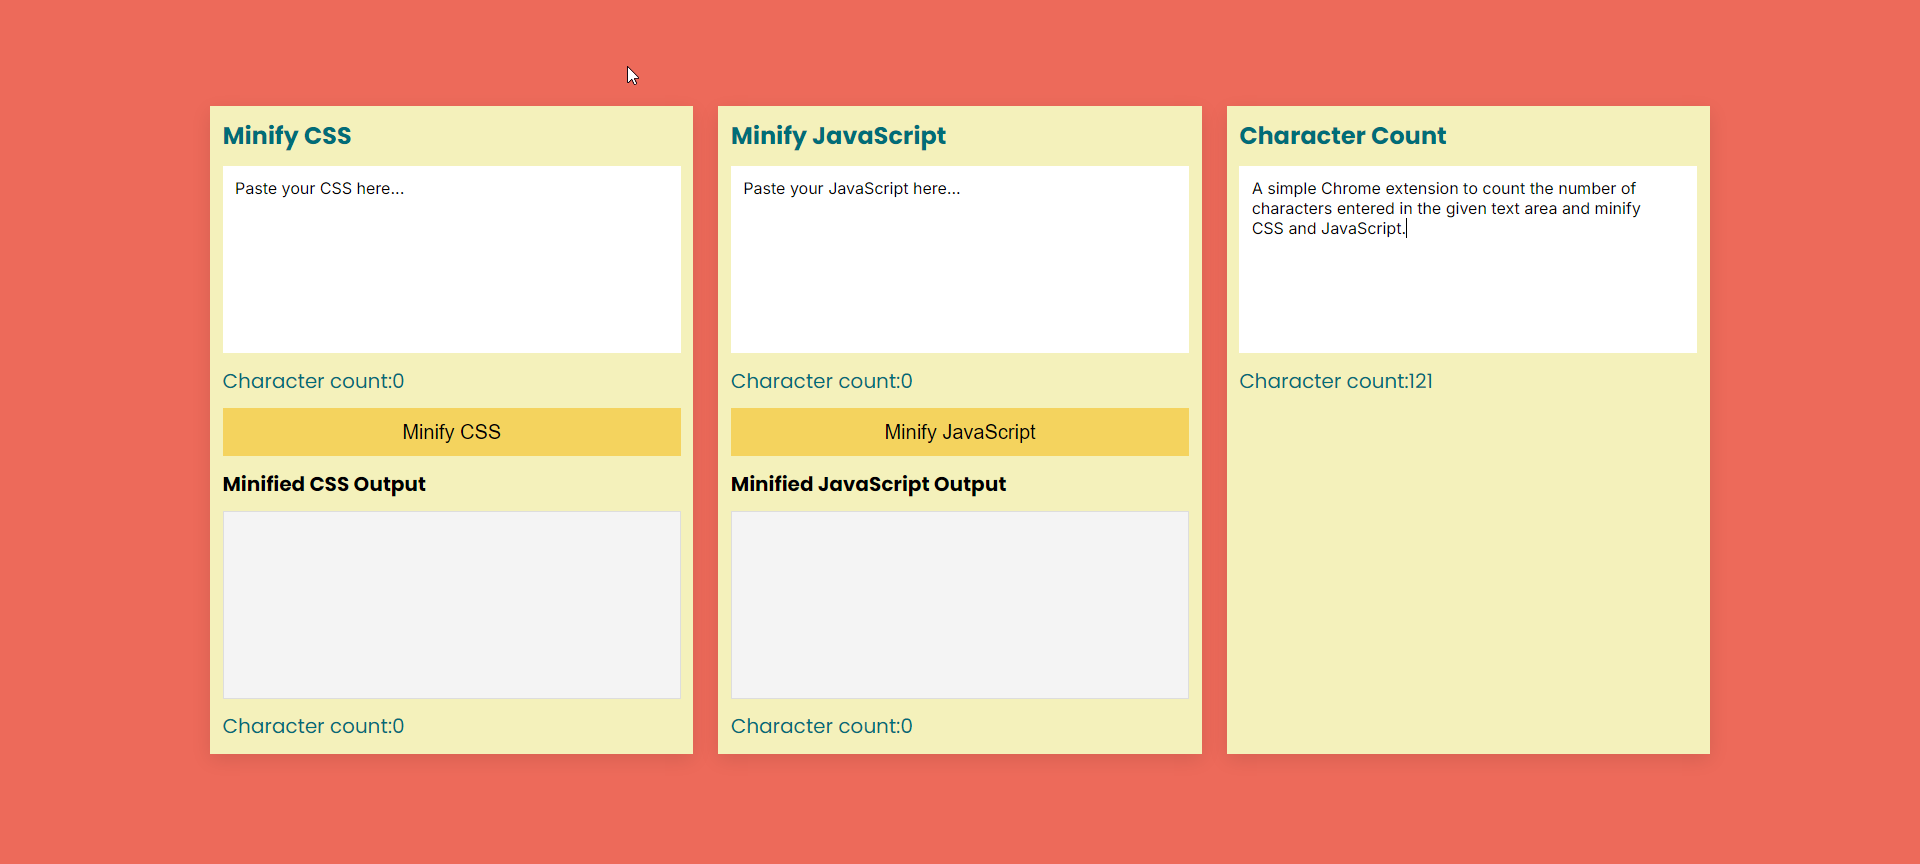 Minify CSS
Paste your CSS here...
Character count:0
Minify CSS
Minified CSS Output
Character count:0
Minify JavaScript
Paste your JavaScript here...
Character count:0
Minify JavaScript
Minified JavaScript Output
Character count:0
Character Count
A simple Chrome extension to count the number of
characters entered in the given text area and minify
CSS and JavaScript.
Character count:121